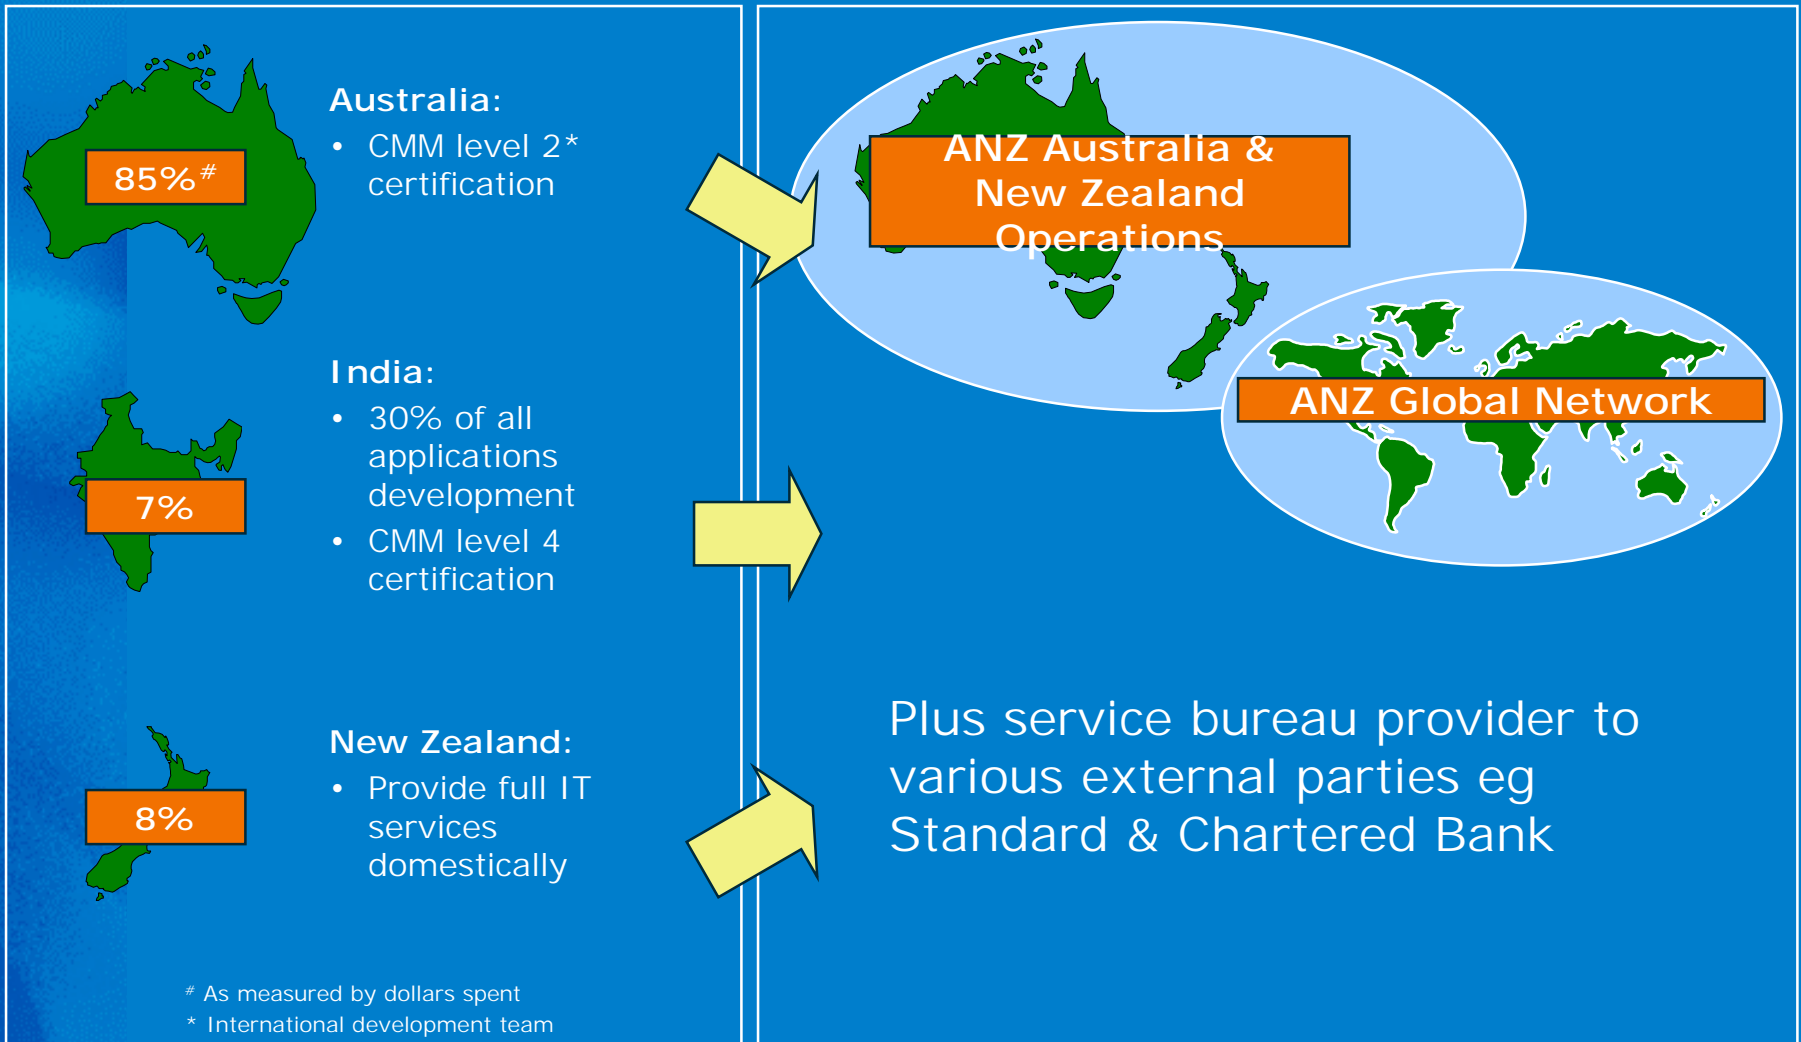 Australia:
• CMM level 2*
certification
85%#
India:
• 30% of all
applications
development
• CMM level 4
certification
7%
New Zealand:
• Provide full IT
services
domestically
8%
# As measured by dollars spent
* International development team
ANZ Australia &
New Zealand
Operations
ANZ Global Network
Plus service bureau provider to
various external parties eg
Standard & Chartered Bank